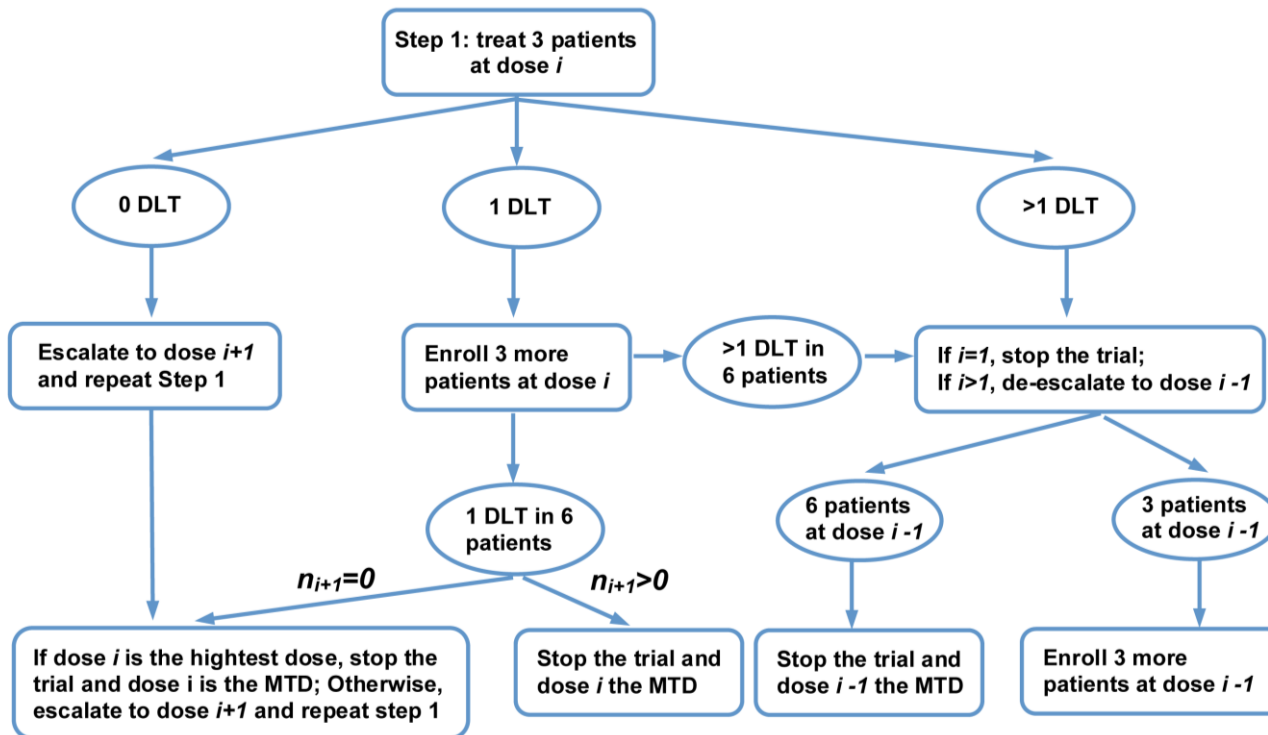 Step 1: treat 3 patients
at dose i
0 DLT
1 DLT
>1 DLT
Escalate to dose i+1
and repeat Step 1
Enroll 3 more
patients at dose i
>1 DLT in
6 patients
If i=1, stop the trial;
If i>1, de-escalate to dose i -1
1 DLT in 6
patients
6 patients
at dose i -1
3 patients
at dose i -1
ni+1=0
ni+1>0
If dose i is the highest dose, stop the
trial and dose i is the MTD; Otherwise,
escalate to dose i+1 and repeat step 1
Stop the trial and
dose i the MTD
Stop the trial and
dose i -1 the MTD
Enroll 3 more
patients at dose i -1